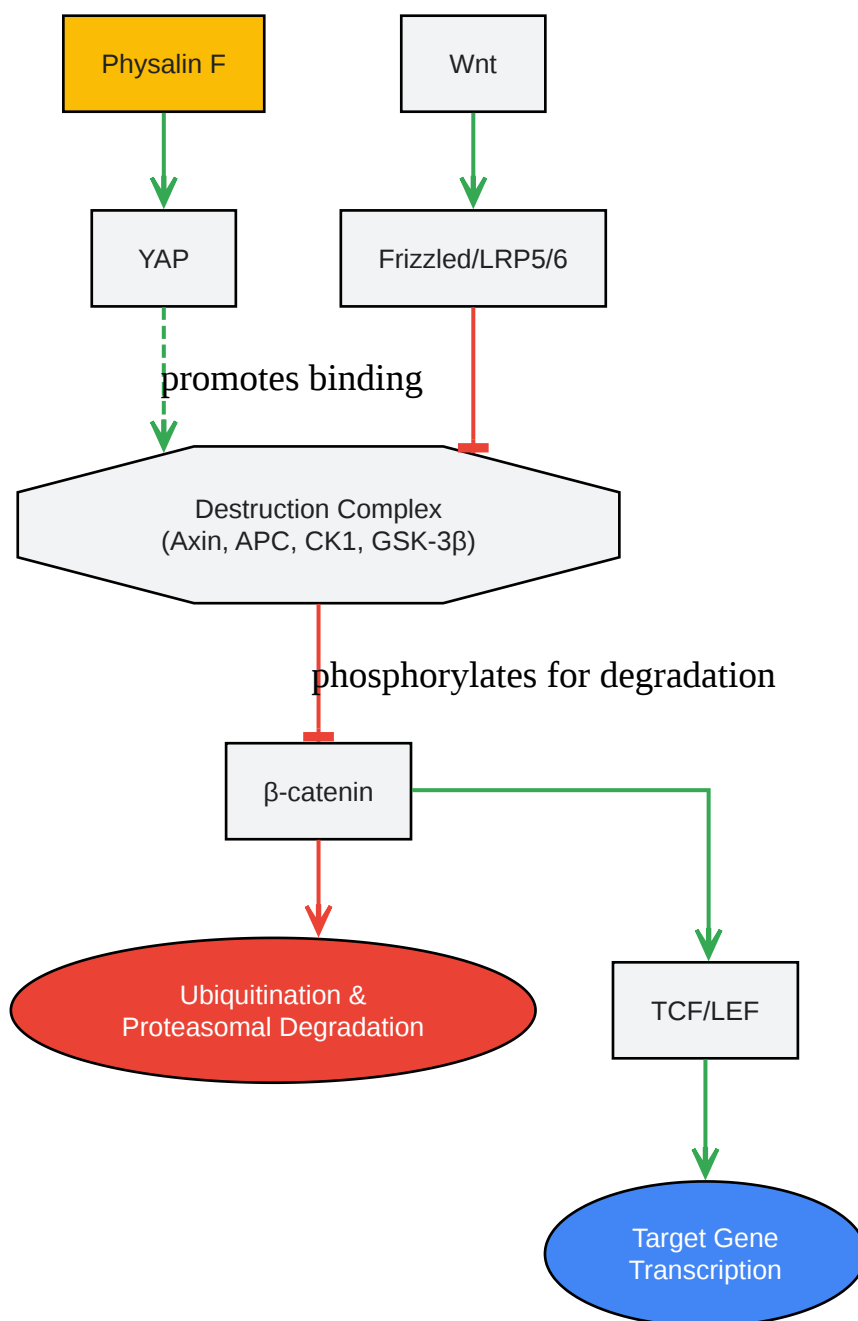 Physalin F
Wnt
YAP
Frizzled/LRP5/6
promotes binding
Destruction Complex
(Axin, APC, CK1, GSK-3β)
phosphorylates for degradation
β-catenin
Ubiquitination &
Proteasomal Degradation
TCF/LEF
Target Gene
Transcription